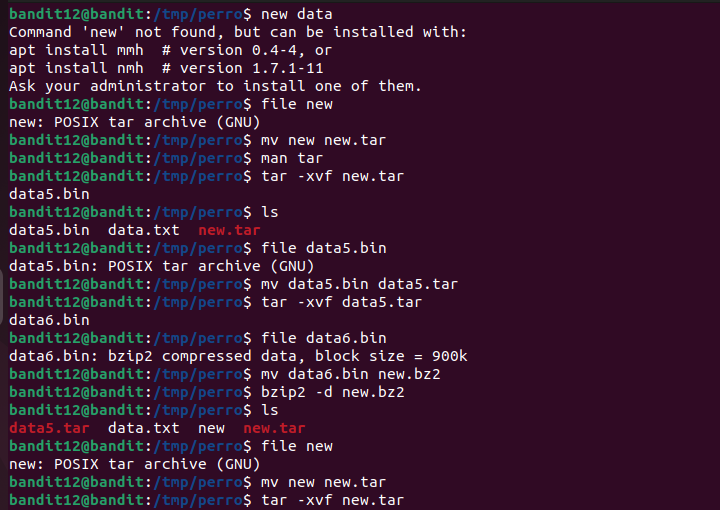 bandit12@bandit:/tmp/perro$ new data
Command 'new' not found, but can be installed with:
apt install mmh  # version 0.4-4, or
apt install nmh  # version 1.7.1-11
Ask your administrator to install one of them.
bandit12@bandit:/tmp/perro$ file new
new: POSIX tar archive (GNU)
bandit12@bandit:/tmp/perro$ mv new new.tar
bandit12@bandit:/tmp/perro$ man tar
bandit12@bandit:/tmp/perro$ tar -xvf new.tar
data5.bin
bandit12@bandit:/tmp/perro$ ls
data5.bin  data.txt  new.tar
bandit12@bandit:/tmp/perro$ file data5.bin
data5.bin: POSIX tar archive (GNU)
bandit12@bandit:/tmp/perro$ mv data5.bin data5.tar
bandit12@bandit:/tmp/perro$ tar -xvf data5.tar
data6.bin
bandit12@bandit:/tmp/perro$ file data6.bin
data6.bin: bzip2 compressed data, block size = 900k
bandit12@bandit:/tmp/perro$ mv data6.bin new.bz2
bandit12@bandit:/tmp/perro$ bzip2 -d new.bz2
bandit12@bandit:/tmp/perro$ ls
data5.tar  data.txt  new  new.tar
bandit12@bandit:/tmp/perro$ file new
new: POSIX tar archive (GNU)
bandit12@bandit:/tmp/perro$ mv new new.tar
bandit12@bandit:/tmp/perro$ tar -xvf new.tar